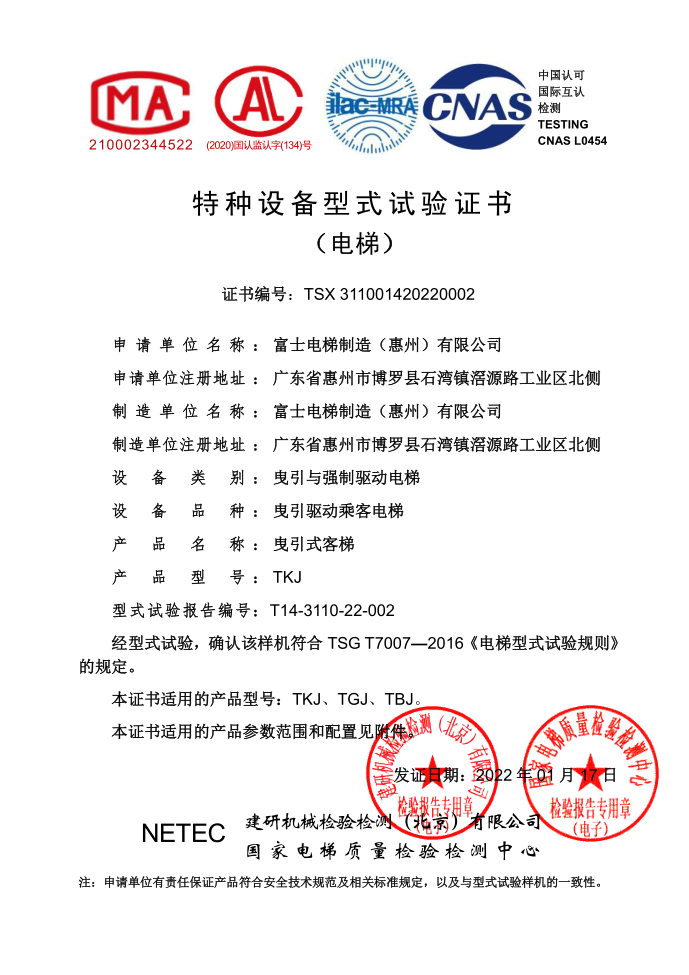 MA
210002344522
AL
(2020)国认监认字(134)号
ilac-MRA
CNAS
中国认可
国际互认
检测
TESTING
CNAS L0454
特种设备型式试验证书
（电梯）
证书编号：TSX 311001420220002
申请单位名称：富士电梯制造（惠州）有限公司
申请单位注册地址：广东省惠州市博罗县石湾镇滘源路工业区北侧
制造单位名称：富士电梯制造（惠州）有限公司
制造单位注册地址：广东省惠州市博罗县石湾镇滘源路工业区北侧
设备类别：曳引与强制驱动电梯
设备品种：曳引驱动乘客电梯
产品名称：曳引式客梯
产品型号：TKJ
型式试验报告编号：T14-3110-22-002
经型式试验，确认该样机符合 TSG T7007—2016《电梯型式试验规则》
的规定。
本证书适用的产品型号：TKJ、TGJ、TBJ。
本证书适用的产品参数范围和配置见附件。
发证日期：2022 年 01 月 17 日
建研机械检验检测（北京）有限公司
检验报告专用章
（电子）
国家电梯质量检验检测中心
检验报告专用章
（电子）
NETEC
建研机械检验检测（北京）有限公司
国家电梯质量检验检测中心
注：申请单位有责任保证产品符合安全技术规范及相关标准规定，以及与型式试验样机的一致性。